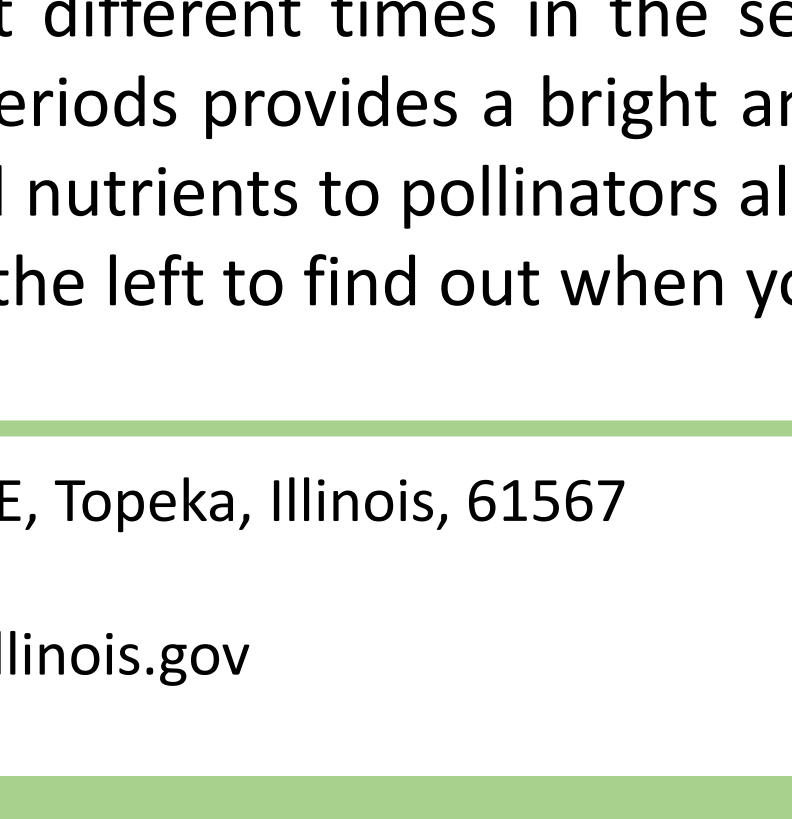 t different times in the se
eriods provides a bright an
l nutrients to pollinators al
the left to find out when yo
E, Topeka, Illinois, 61567
llinois.gov